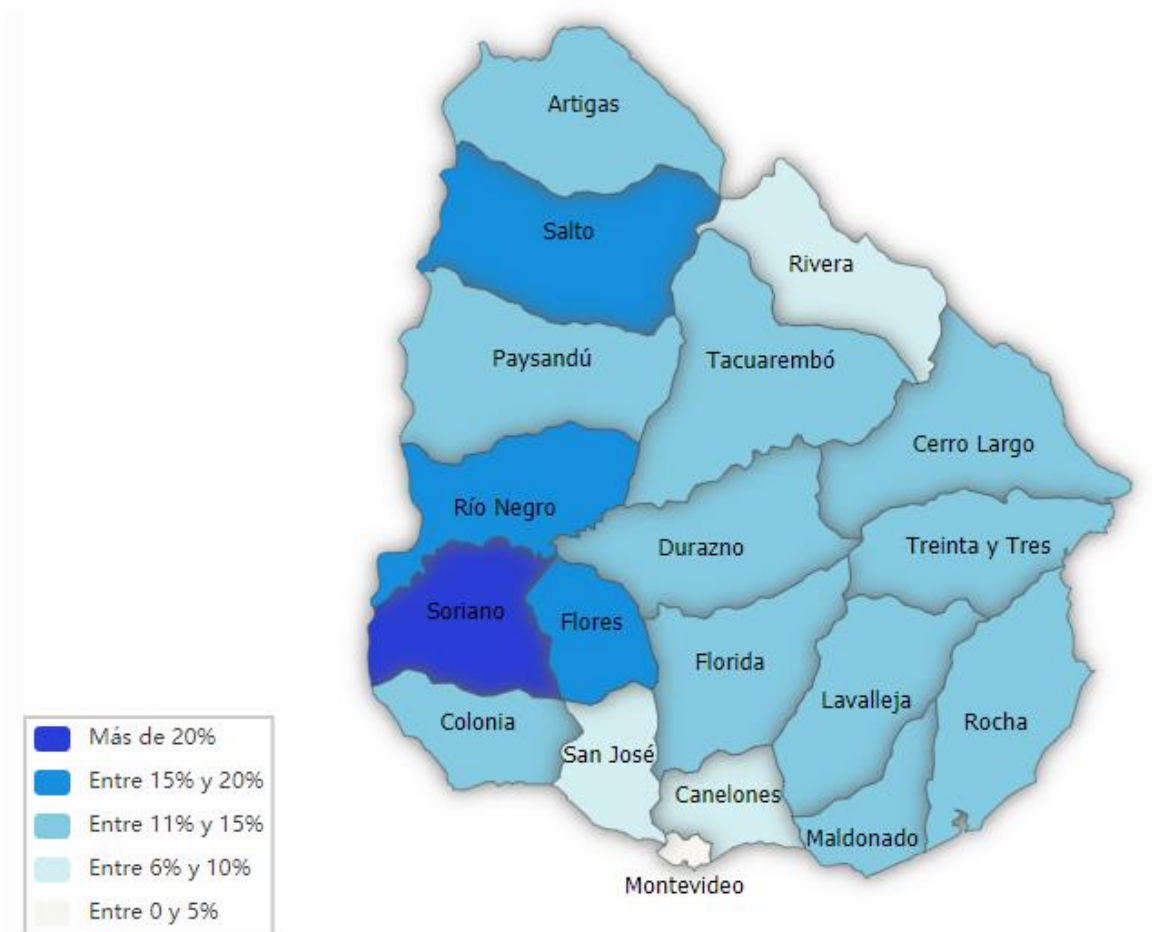 Artigas
Salto
Rivera
Paysandú
Tacuarembó
Cerro Largo
Río Negro
Durazno
Treinta y Tres
Soriano
Flores
Florida
Lavalleja
Rocha
Colonia
San José
Canelones
Maldonado
Montevideo
Más de 20%
Entre 15% y 20%
Entre 11% y 15%
Entre 6% y 10%
Entre 0 y 5%